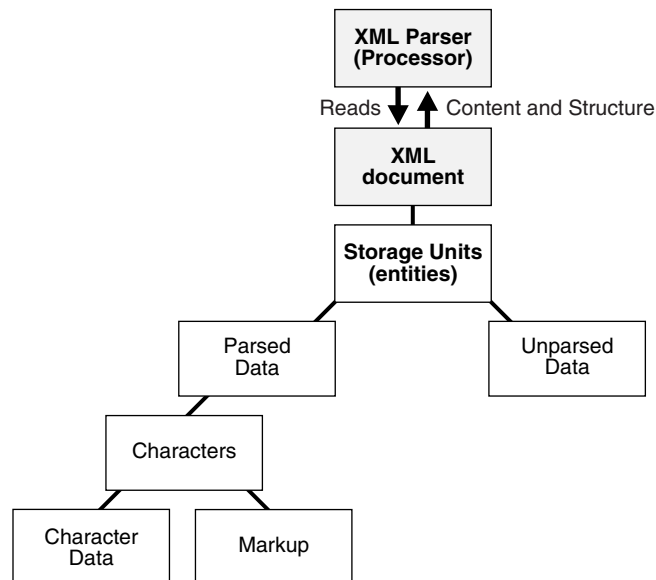 XML Parser
(Processor)
Reads
Content and Structure
XML
document
Storage Units
(entities)
Parsed
Data
Unparsed
Data
Characters
Character
Data
Markup